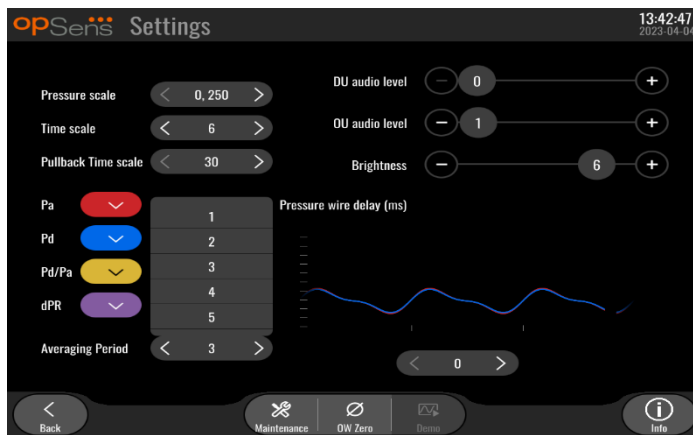 opSens Settings
13:42:47
2023-04-04
Pressure scale 0, 250
Time scale 6
Pullback Time scale 30
DU audio level 0
OU audio level 1
Brightness 6
Pa
Pd
Pd/Pa
dPR
1
2
3
4
5
Averaging Period 3
Pressure wire delay (ms)
0
Back
Maintenance
OW Zero
Demo
Info